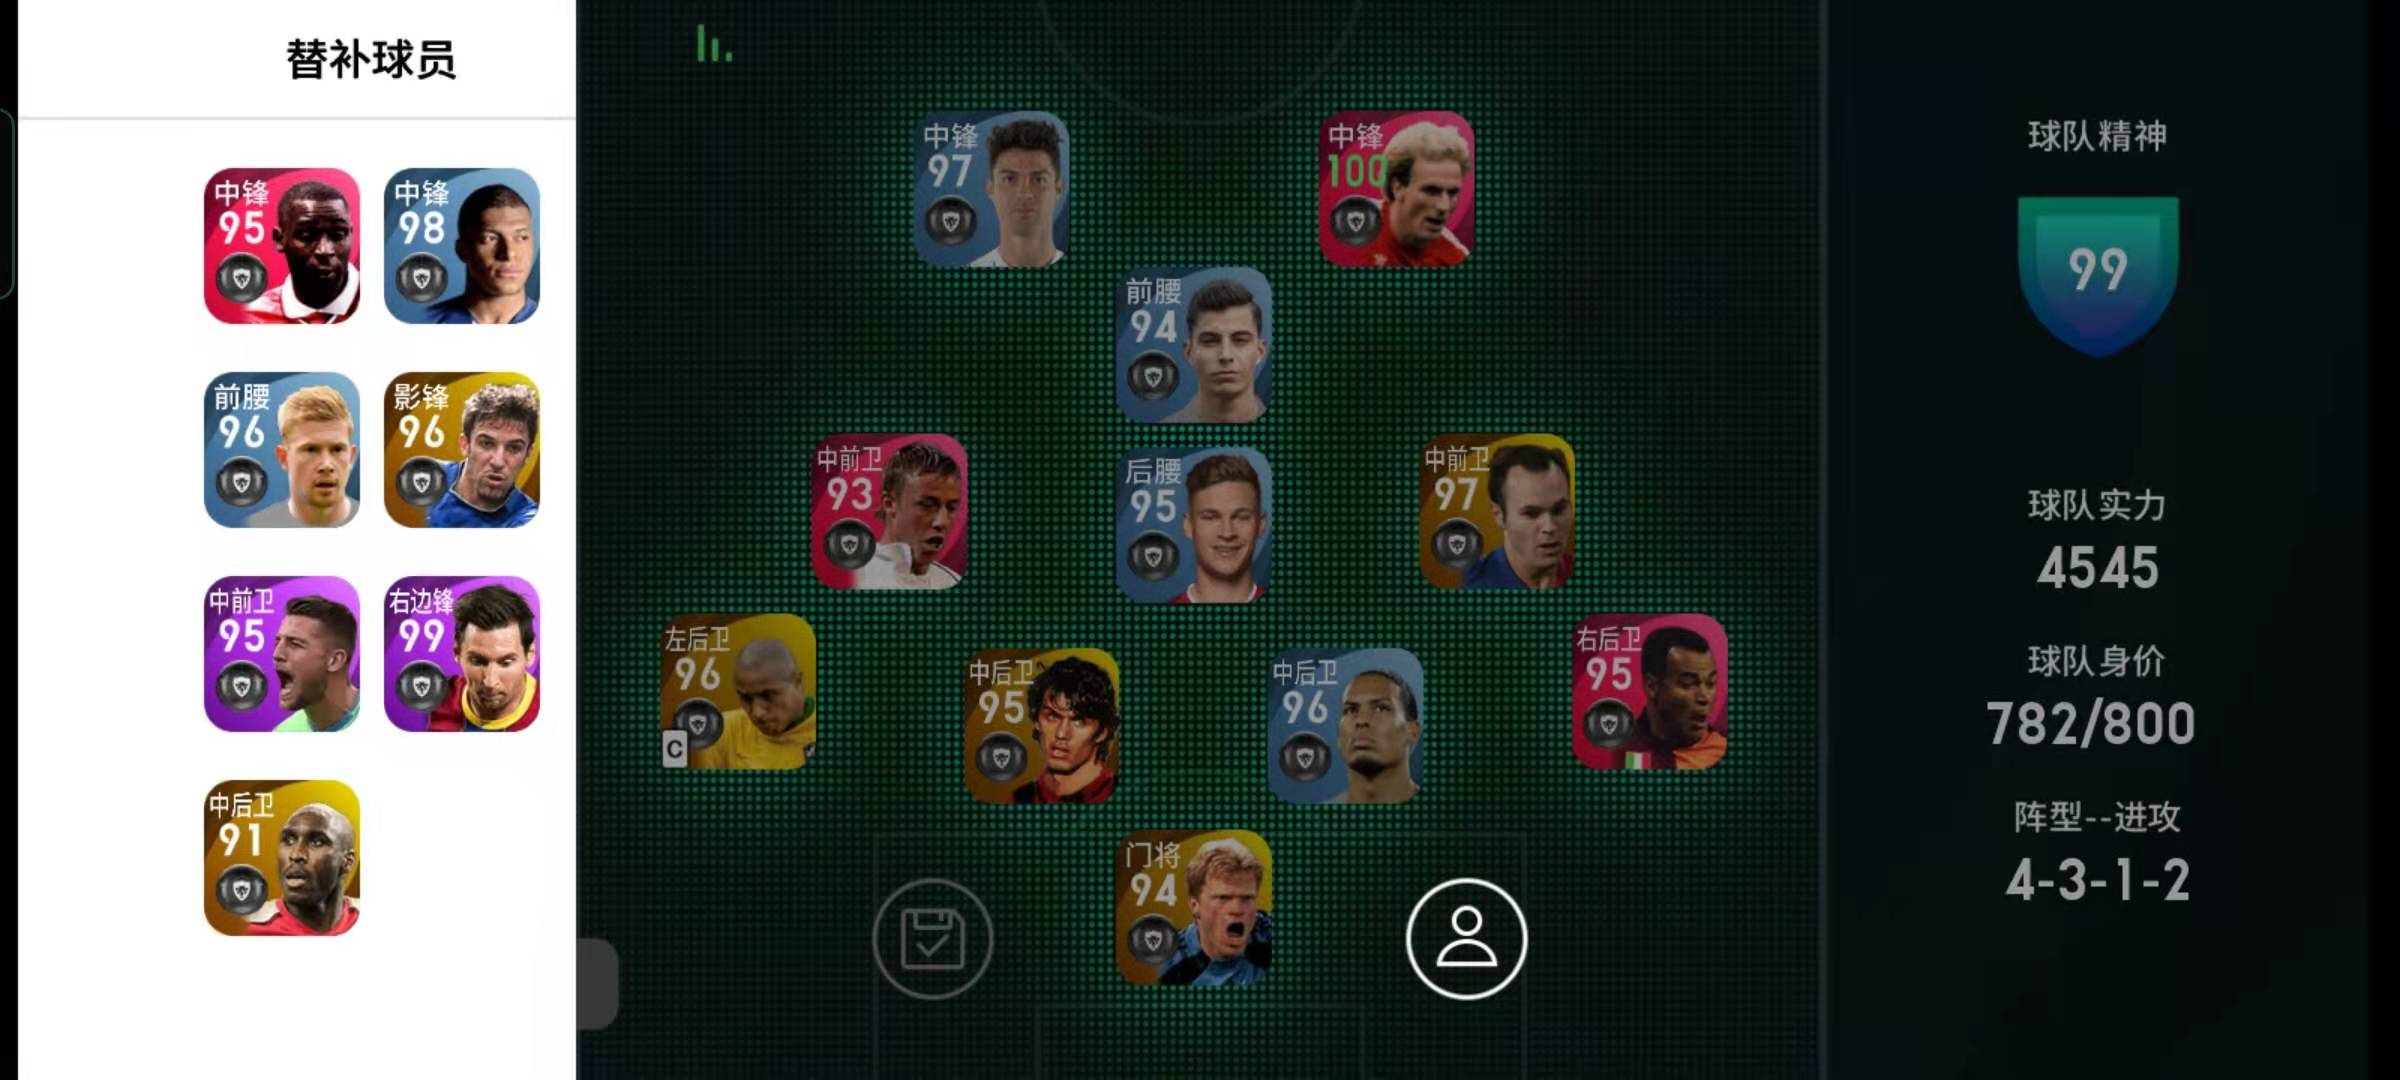 替补球员
中锋
95
中锋
98
前腰
96
影锋
96
中前卫
95
右边锋
99
中后卫
91
中锋
97
中锋
100
前腰
94
中前卫
93
后腰
95
中前卫
97
左后卫
96
C
中后卫
95
中后卫
96
右后卫
95
门将
94
球队精神
99
球队实力
4545
球队身价
782/800
阵型--进攻
4-3-1-2